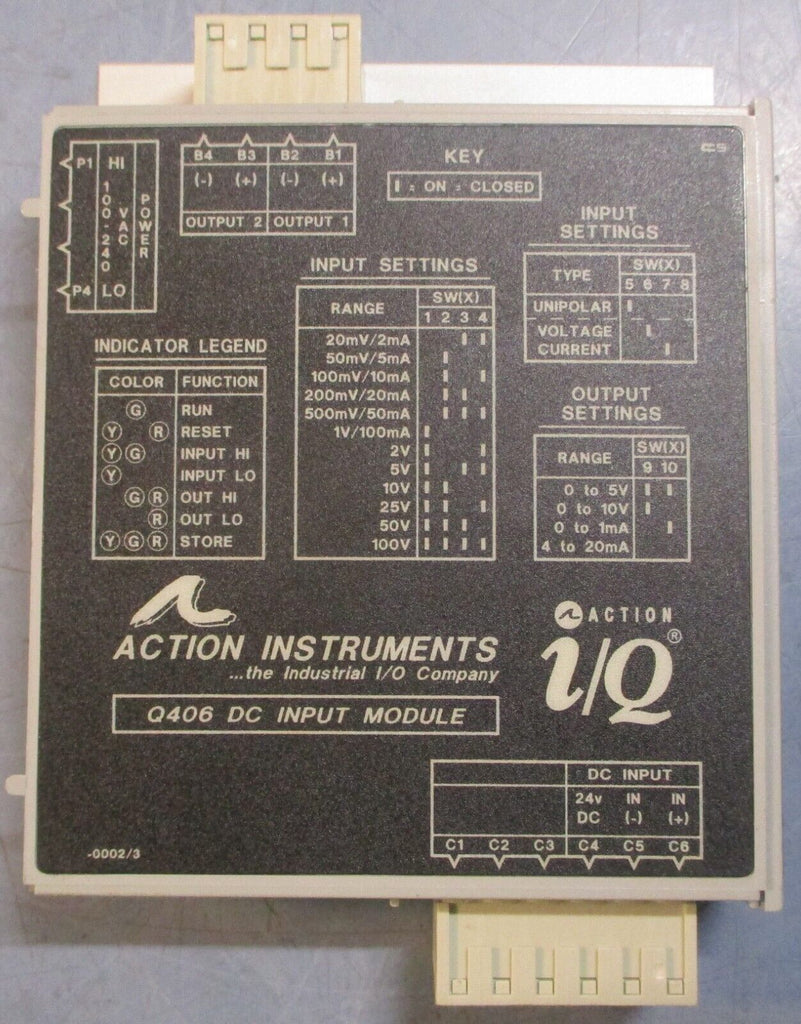 P1 HI
100-240
VAC
POWER
P4 LO
B4 B3 B2 B1
(-) (+) (-) (+)
OUTPUT 2 OUTPUT 1
KEY
= ON = CLOSED
INPUT
SETTINGS
TYPE SW(X)
5 6 7 8
UNIPOLAR
VOLTAGE
CURRENT
INPUT SETTINGS
RANGE SW(X)
1 2 3 4
20mV/2mA
50mV/5mA
100mV/10mA
200mV/20mA
500mV/50mA
1V/100mA
2V
5V
10V
25V
50V
100V
INDICATOR LEGEND
COLOR FUNCTION
G RUN
Y R RESET
Y G INPUT HI
Y INPUT LO
G R OUT HI
R OUT LO
Y G R STORE
OUTPUT
SETTINGS
RANGE SW(X)
9 10
0 to 5V
0 to 10V
0 to 1mA
4 to 20mA
ACTION INSTRUMENTS
...the Industrial I/O Company
Q406 DC INPUT MODULE
ACTION
i/Q®
DC INPUT
24v IN IN
DC (-) (+)
C1 C2 C3 C4 C5 C6
-0002/3